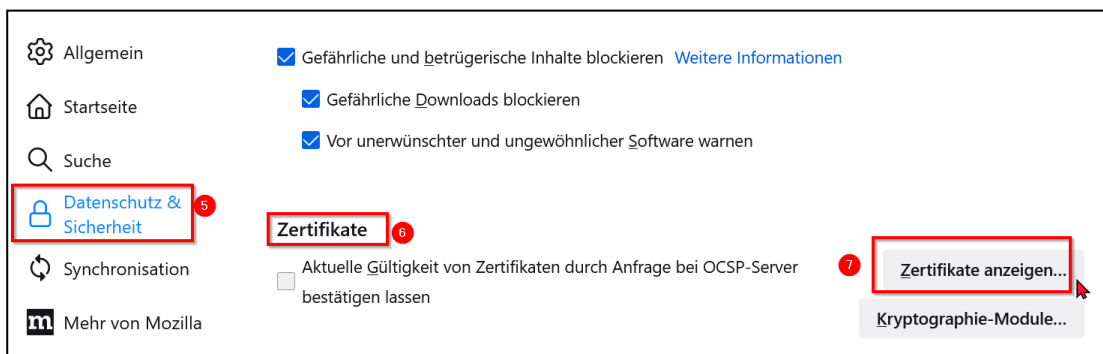 Allgemein
Startseite
Suche
Datenschutz &
Sicherheit
5
Synchronisation
m
Mehr von Mozilla
Gefährliche und betrügerische Inhalte blockieren Weitere Informationen
Gefährliche Downloads blockieren
Vor unerwünschter und ungewöhnlicher Software warnen
Zertifikate
6
Aktuelle Gültigkeit von Zertifikaten durch Anfrage bei OCSP-Server
bestätigen lassen
7
Zertifikate anzeigen...
Kryptographie-Module...